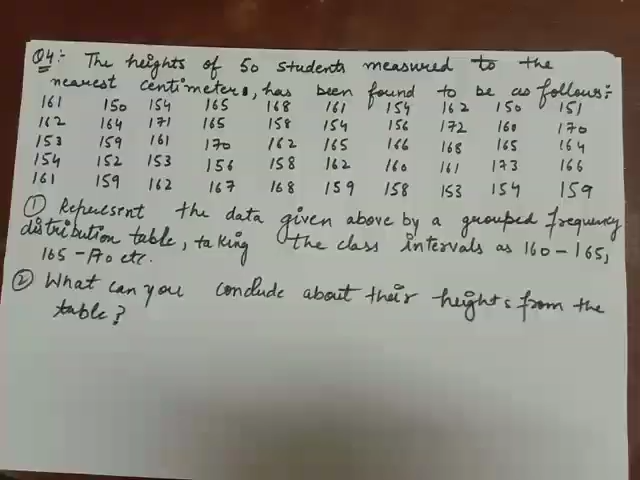 Q4:- The heights of 50 students measured to the
nearest centimeters, has been found to be as follows:-
161 150 154 165 168 161 154 162 150 151
162 164 171 165 158 154 156 172 160 170
153 159 161 170 162 165 166 168 165 164
154 152 153 156 158 162 160 161 173 166
161 159 162 167 168 159 158 153 154 159
① Represent the data given above by a grouped frequency
distribution table, taking the class intervals as 160-165,
165-170 etc.
② What can you conclude about their heights from the
table?